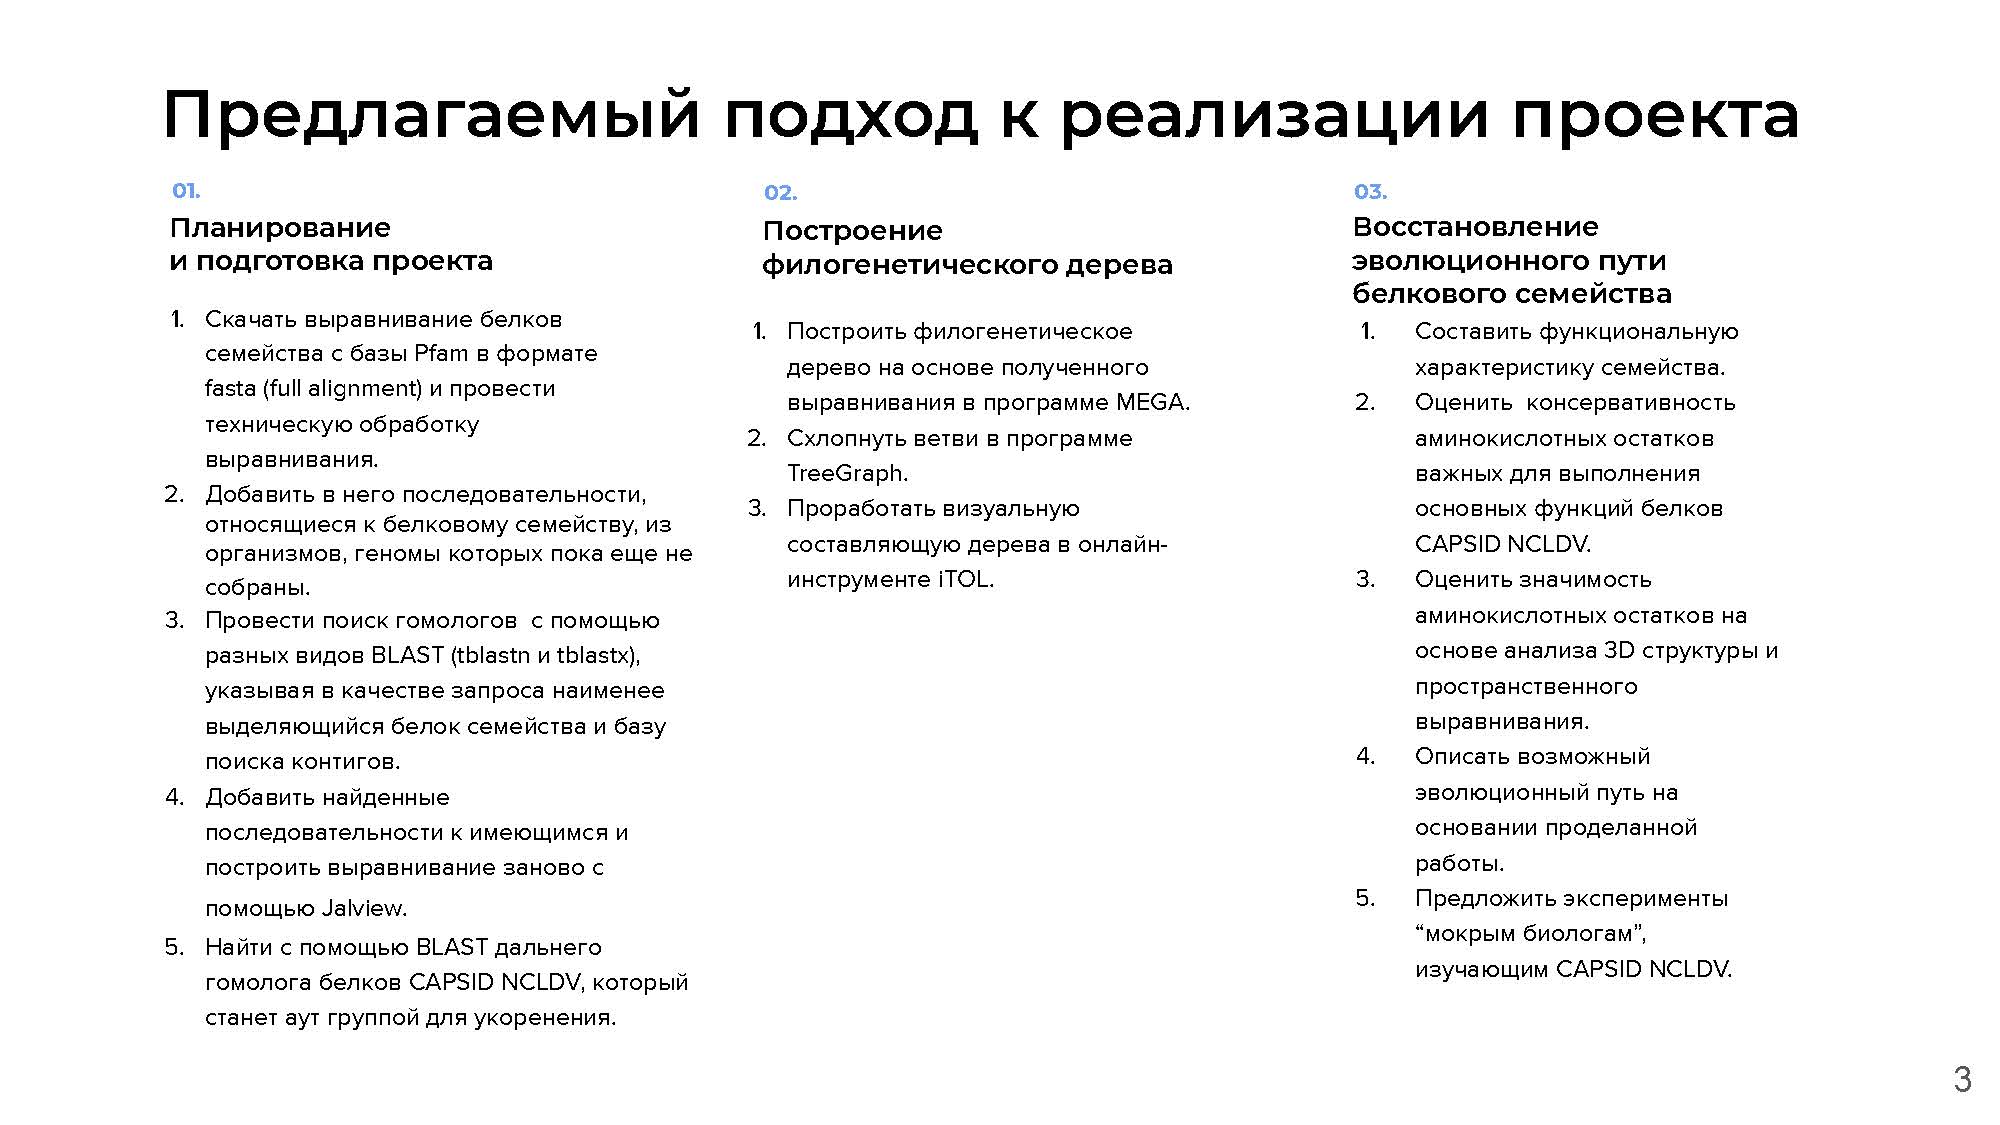 Предлагаемый подход к реализации проекта
01.
Планирование
и подготовка проекта
1. Скачать выравнивание белков
семейства с базы Pfam в формате
fasta (full alignment) и провести
техническую обработку
выравнивания.
2. Добавить в него последовательности,
относящиеся к белковому семейству, из
организмов, геномы которых пока еще не
собраны.
3. Провести поиск гомологов с помощью
разных видов BLAST (tblastn и tblastx),
указывая в качестве запроса наименее
выделяющийся белок семейства и базу
поиска контигов.
4. Добавить найденные
последовательности к имеющимся и
построить выравнивание заново с
помощью Jalview.
5. Найти с помощью BLAST дальнего
гомолога белков CAPSID NCLDV, который
станет аут группой для укоренения.
02.
Построение
филогенетического дерева
1. Построить филогенетическое
дерево на основе полученного
выравнивания в программе MEGA.
2. Схлопнуть ветви в программе
TreeGraph.
3. Проработать визуальную
составляющую дерева в онлайн-
инструменте iTOL.
03.
Восстановление
эволюционного пути
белкового семейства
1. Составить функциональную
характеристику семейства.
2. Оценить консервативность
аминокислотных остатков
важных для выполнения
основных функций белков
CAPSID NCLDV.
3. Оценить значимость
аминокислотных остатков на
основе анализа 3D структуры и
пространственного
выравнивания.
4. Описать возможный
эволюционный путь на
основании проделанной
работы.
5. Предложить эксперименты
“мокрым биологам”,
изучающим CAPSID NCLDV.
3